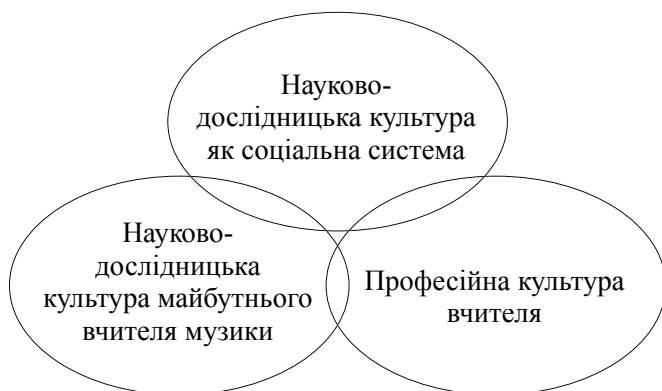 Науково-
дослідницька культура
як соціальна система
Науково-
дослідницька
культура майбутнього
вчителя музики
Професійна культура
вчителя